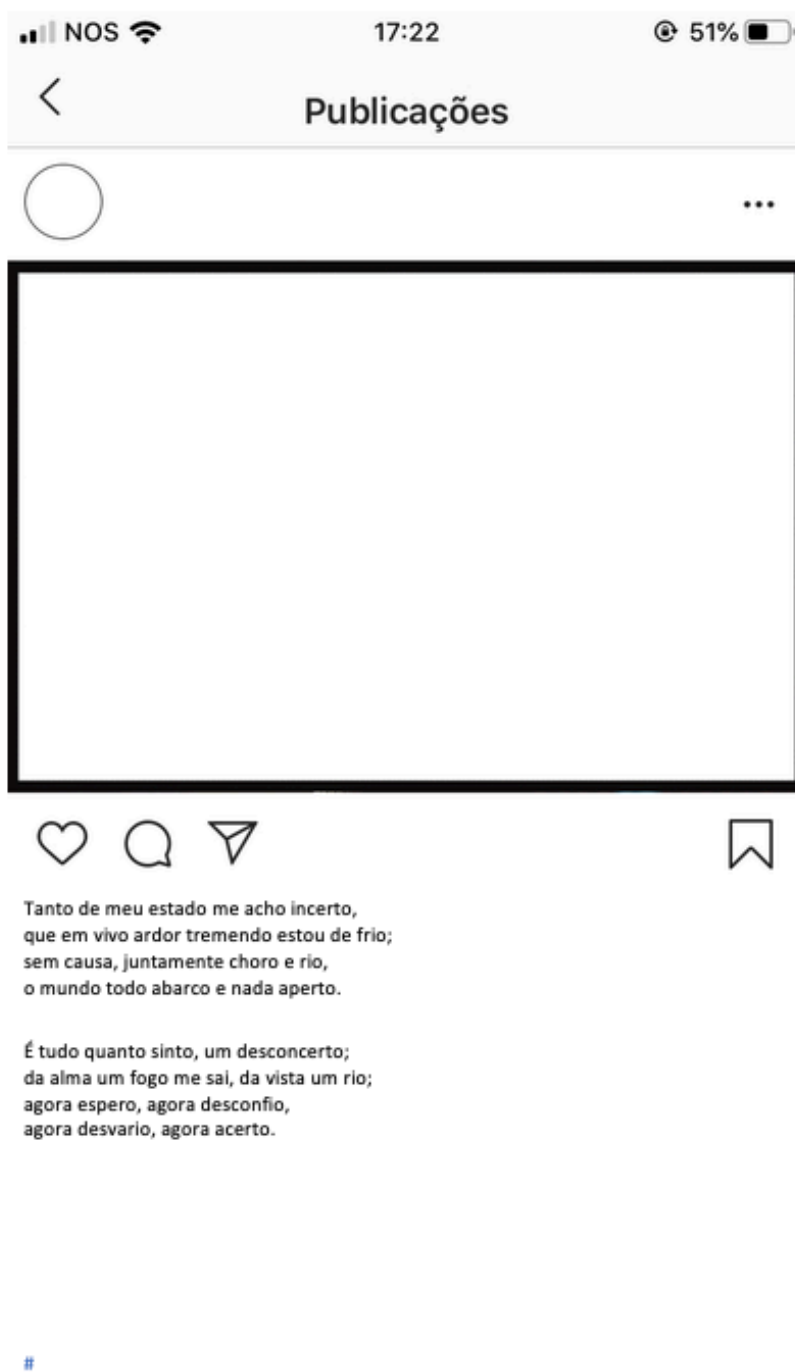 NOS 17:22 51%
Publicações
Tanto de meu estado me acho incerto,
que em vivo ardor tremendo estou de frio;
sem causa, juntamente choro e rio,
o mundo todo abarco e nada aperto.
É tudo quanto sinto, um desconcerto;
da alma um fogo me sai, da vista um rio;
agora espero, agora desconfio,
agora desvario, agora acerto.
#